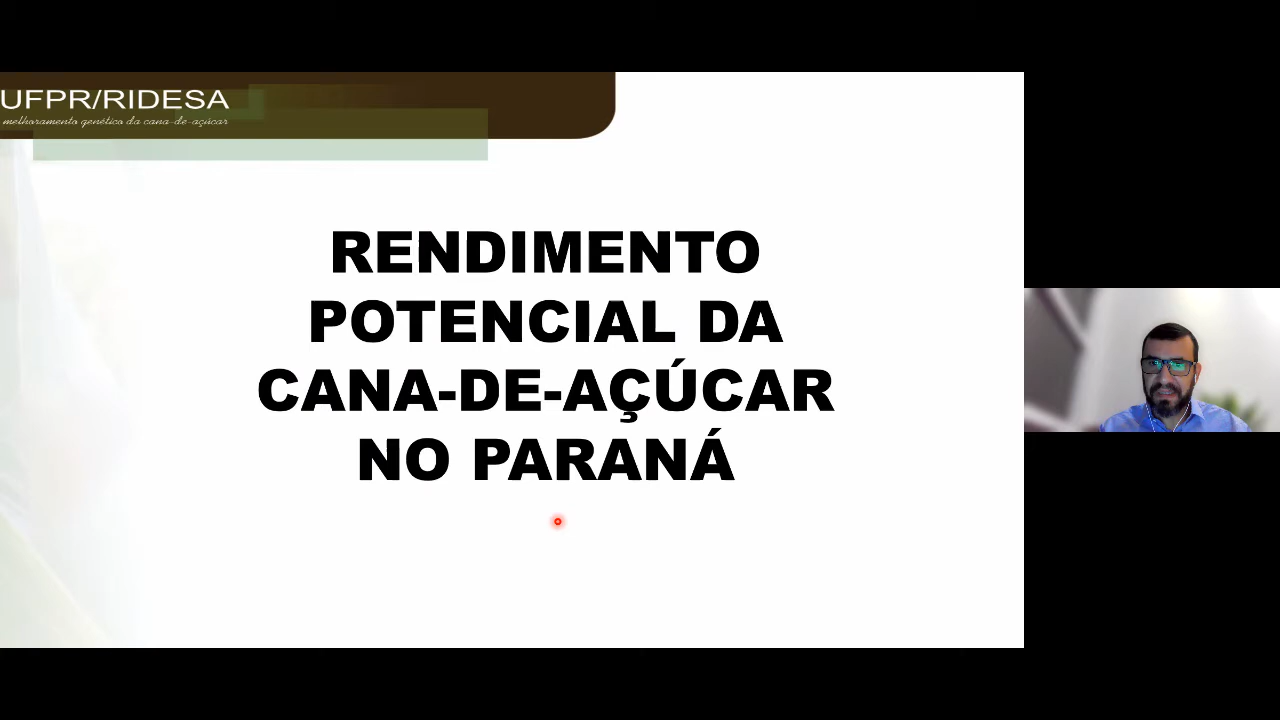 UFPR/RIDESA
melhoramento genético da cana-de-açúcar
RENDIMENTO
POTENCIAL DA
CANA-DE-AÇÚCAR
NO PARANÁ